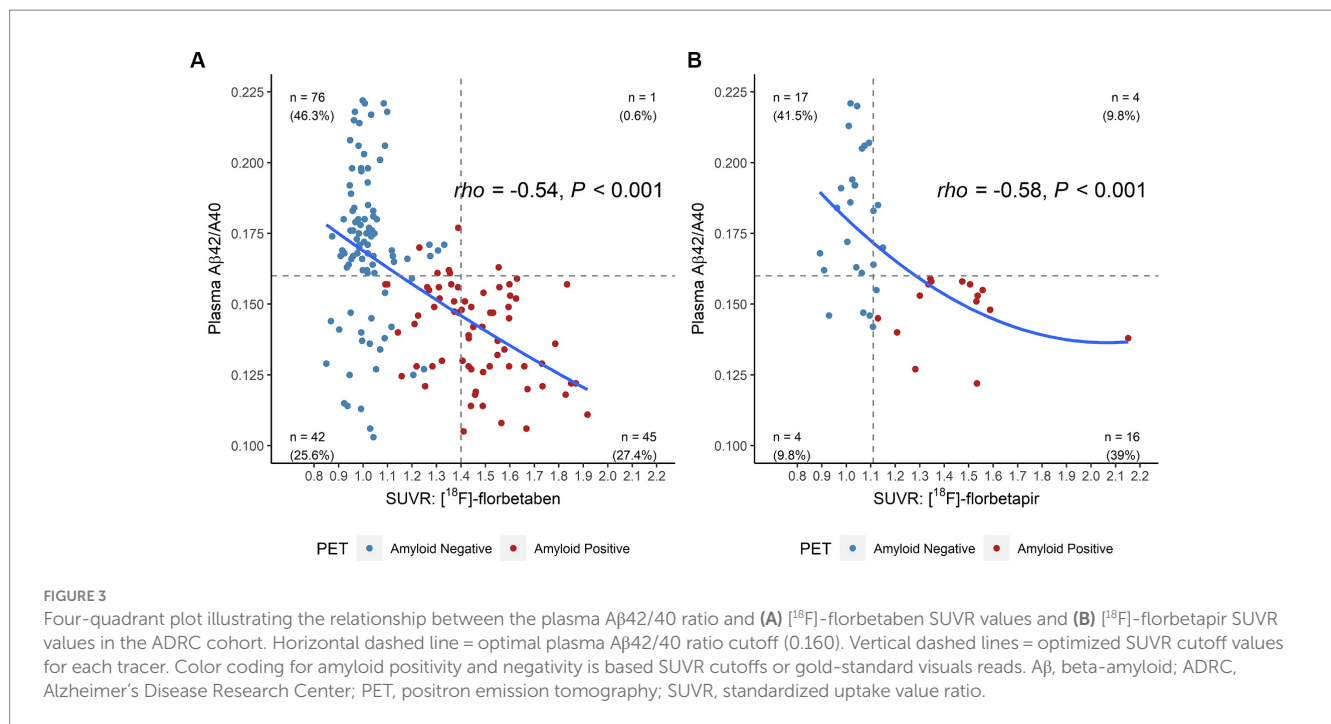 A
0.225
0.200
0.175
0.150
0.125
0.100
Plasma Aβ42/A40
n = 76
(46.3%)
n = 1
(0.6%)
rho = -0.54, P < 0.001
n = 42
(25.6%)
n = 45
(27.4%)
0.8 0.9 1.0 1.1 1.2 1.3 1.4 1.5 1.6 1.7 1.8 1.9 2.0 2.1 2.2
SUVR: [18F]-florbetaben
PET Amyloid Negative Amyloid Positive
B
0.225
0.200
0.175
0.150
0.125
0.100
Plasma Aβ42/A40
n = 17
(41.5%)
n = 4
(9.8%)
rho = -0.58, P < 0.001
n = 4
(9.8%)
n = 16
(39%)
0.8 0.9 1.0 1.1 1.2 1.3 1.4 1.5 1.6 1.7 1.8 1.9 2.0 2.1 2.2
SUVR: [18F]-florbetapir
PET Amyloid Negative Amyloid Positive
FIGURE 3
Four-quadrant plot illustrating the relationship between the plasma Aβ42/40 ratio and (A) [18F]-florbetaben SUVR values and (B) [18F]-florbetapir SUVR
values in the ADRC cohort. Horizontal dashed line = optimal plasma Aβ42/40 ratio cutoff (0.160). Vertical dashed lines = optimized SUVR cutoff values
for each tracer. Color coding for amyloid positivity and negativity is based SUVR cutoffs or gold-standard visuals reads. Aβ, beta-amyloid; ADRC,
Alzheimer's Disease Research Center; PET, positron emission tomography; SUVR, standardized uptake value ratio.